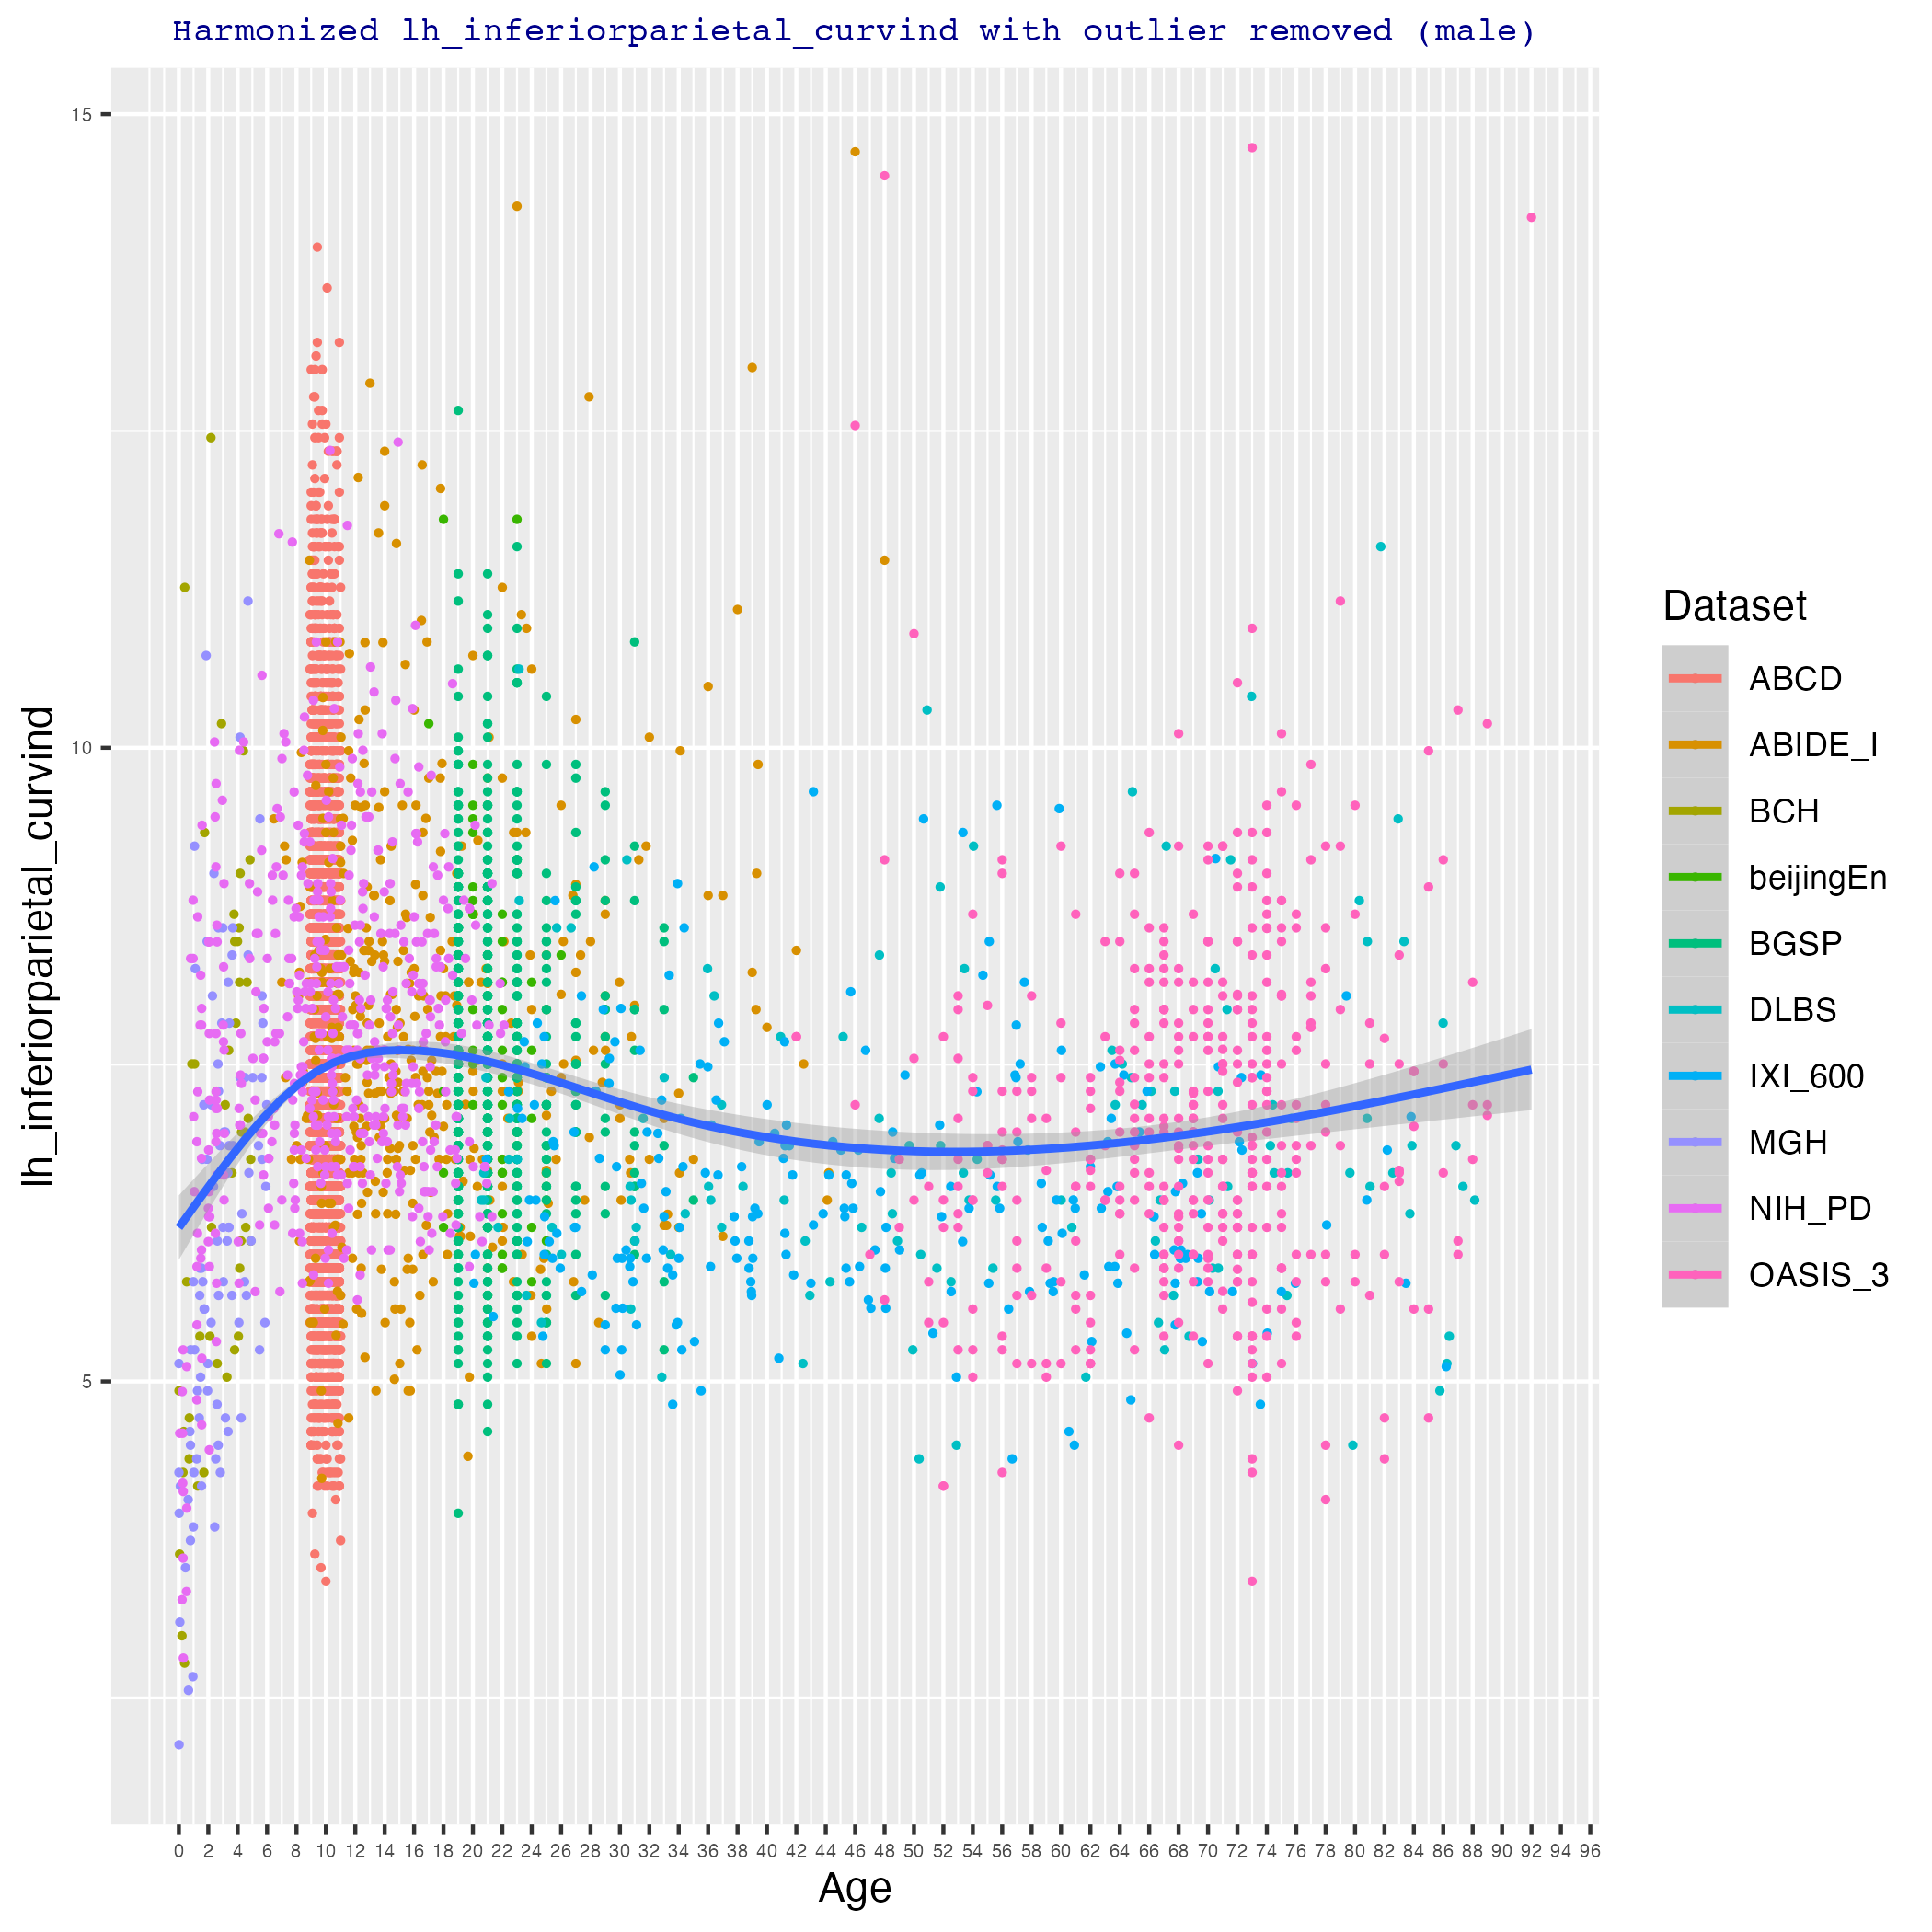 Harmonized lh_inferiorparietal_curvind with outlier removed (male)
15
10
5
lh_inferiorparietal_curvind
0 2 4 6 8 10 12 14 16 18 20 22 24 26 28 30 32 34 36 38 40 42 44 46 48 50 52 54 56 58 60 62 64 66 68 70 72 74 76 78 80 82 84 86 88 90 92 94 96
Age
Dataset
ABCD
ABIDE_I
BCH
beijingEn
BGSP
DLBS
IXI_600
MGH
NIH_PD
OASIS_3